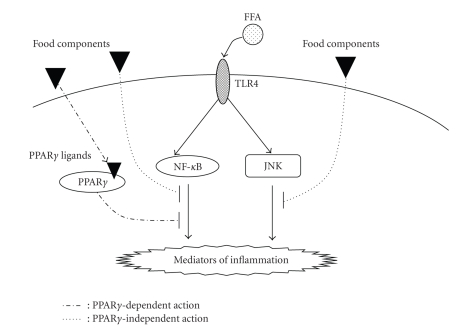 FFA
Food components
Food components
TLR4
PPARγ ligands
NF-κB
JNK
PPARγ
Mediators of inflammation
: PPARγ-dependent action
: PPARγ-independent action